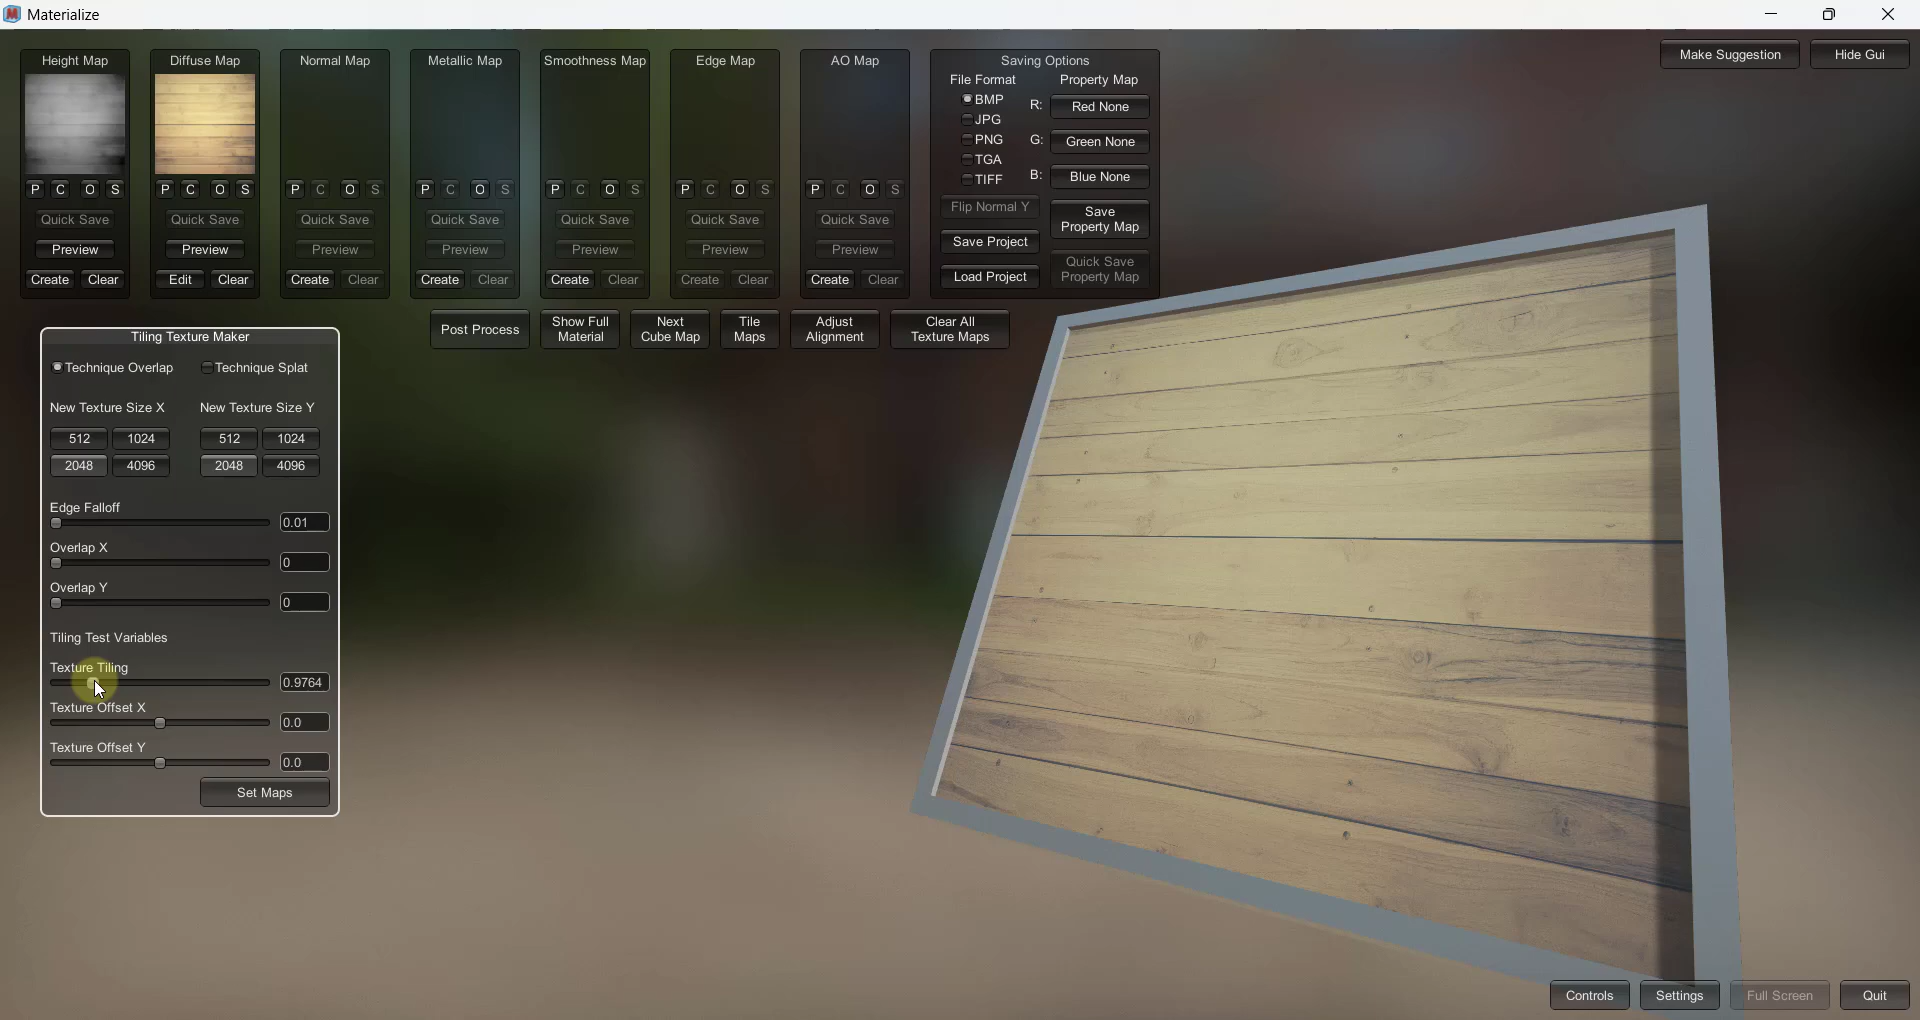 Materialize
Make Suggestion
Hide Gui
Height Map
Diffuse Map
Normal Map
Metallic Map
Smoothness Map
Edge Map
AO Map
P C O S
P C O S
P C O S
P C O S
P C O S
P C O S
P C O S
Quick Save
Quick Save
Quick Save
Quick Save
Quick Save
Quick Save
Quick Save
Preview
Preview
Preview
Preview
Preview
Preview
Preview
Create Clear
Edit Clear
Create Clear
Create Clear
Create Clear
Create Clear
Create Clear
Saving Options
File Format
Property Map
BMP
JPG
PNG
TGA
TIFF
R: Red None
G: Green None
B: Blue None
Flip Normal Y
Save
Property Map
Save Project
Quick Save
Property Map
Load Project
Post Process
Show Full
Material
Next
Cube Map
Tile
Maps
Adjust
Alignment
Clear All
Texture Maps
Tiling Texture Maker
Technique Overlap
Technique Splat
New Texture Size X
New Texture Size Y
512 1024
512 1024
2048 4096
2048 4096
Edge Falloff
0.01
Overlap X
0
Overlap Y
0
Tiling Test Variables
Texture Tiling
0.9764
Texture Offset X
0.0
Texture Offset Y
0.0
Set Maps
Controls
Settings
Full Screen
Quit